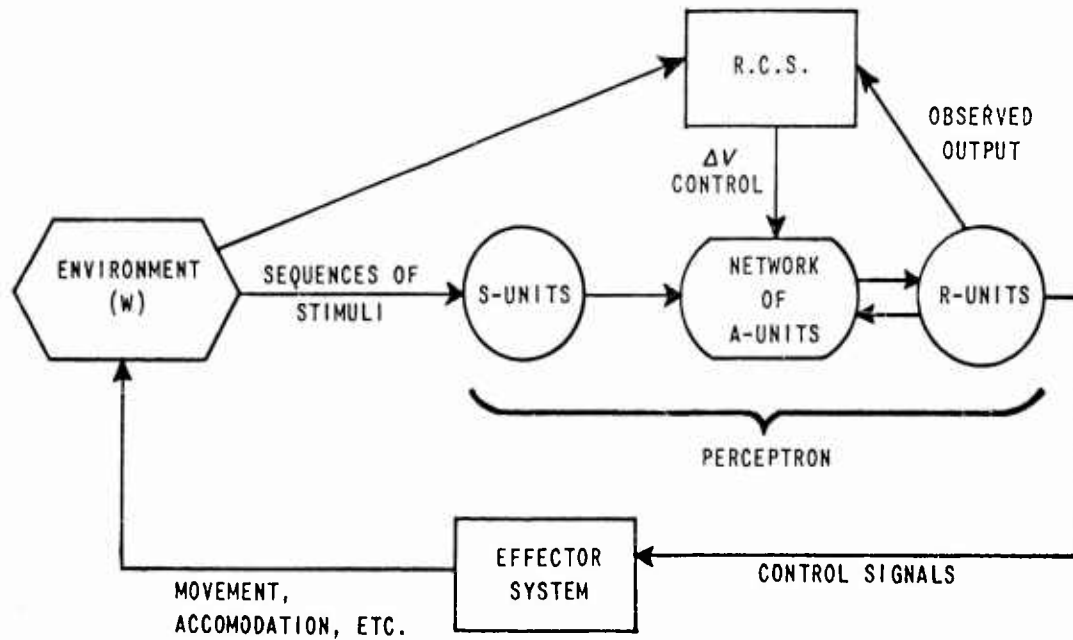 R.C.S.
OBSERVED
OUTPUT
ΔV
CONTROL
ENVIRONMENT
(W)
SEQUENCES OF
STIMULI
S-UNITS
NETWORK
OF
A-UNITS
R-UNITS
PERCEPTRON
EFFECTOR
SYSTEM
CONTROL SIGNALS
MOVEMENT,
ACCOMODATION, ETC.